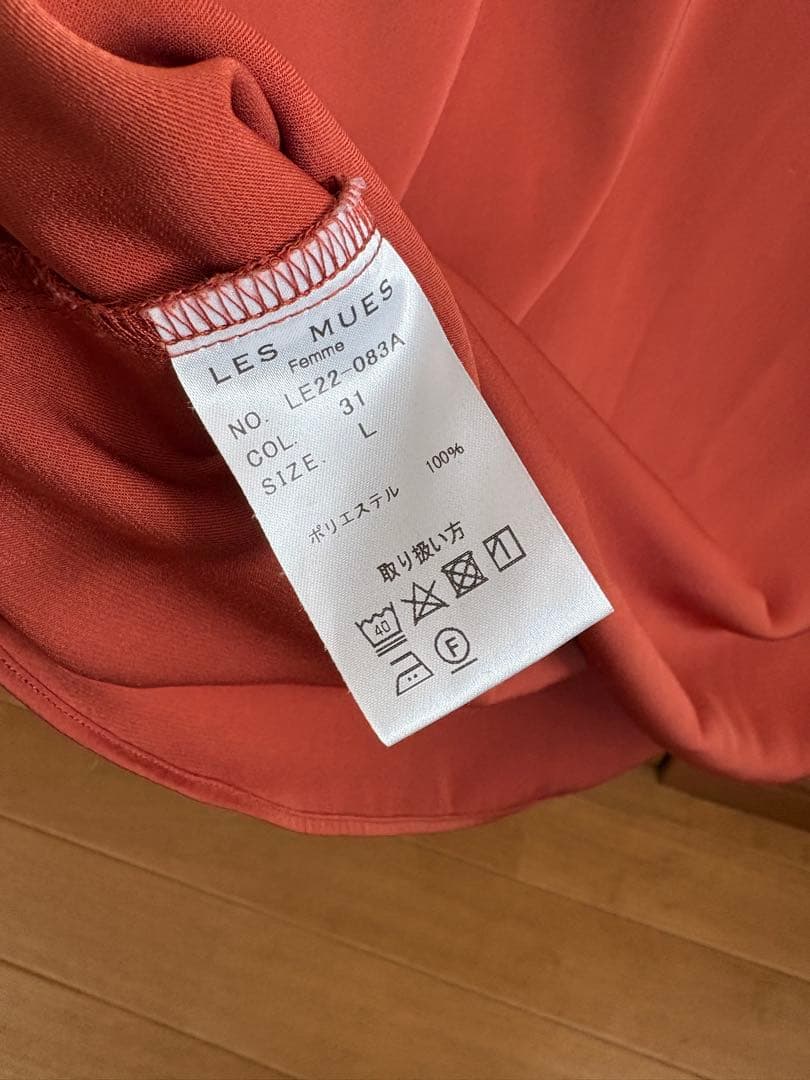 LES MUES
Femme
NO. LE22-083A
COL. 31
SIZE. L
ポリエステル 100%
取り扱い方
40
F